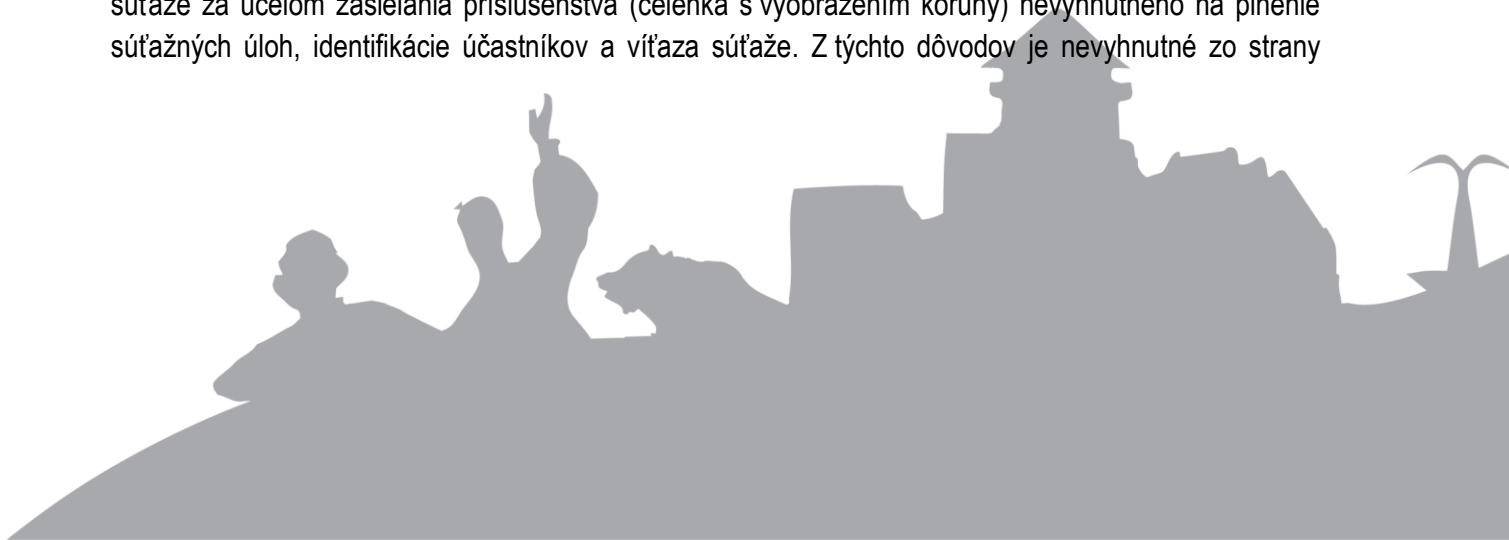 súťaže za účelom zasielania príslušenstva (čelenka s vyobrazením koruny) nevyhnutného na plnenie
súťažných úloh, identifikácie účastníkov a víťaza súťaže. Z týchto dôvodov je nevyhnutné zo strany